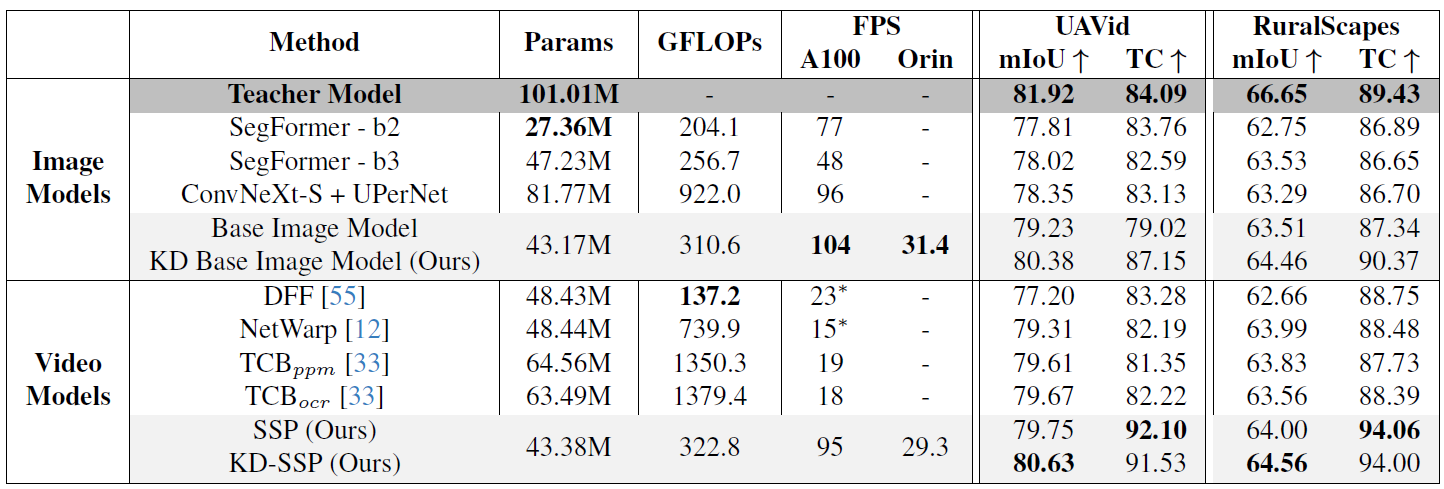 Method Params GFLOPs FPS UAVid RuralScapes
A100 Orin mIoU ↑ TC ↑ mIoU ↑ TC ↑
Image Models
Teacher Model 101.01M - - - 81.92 84.09 66.65 89.43
SegFormer - b2 27.36M 204.1 77 - 77.81 83.76 62.75 86.89
SegFormer - b3 47.23M 256.7 48 - 78.02 82.59 63.53 86.65
ConvNeXt-S + UPerNet 81.77M 922.0 96 - 78.35 83.13 63.29 86.70
Base Image Model 43.17M 310.6 104 31.4 79.23 79.02 63.51 87.34
KD Base Image Model (Ours) 80.38 87.15 64.46 90.37
Video Models
DFF [55] 48.43M 137.2 23* - 77.20 83.28 62.66 88.75
NetWarp [12] 48.44M 739.9 15* - 79.31 82.19 63.99 88.48
TCBppm [33] 64.56M 1350.3 19 - 79.61 81.35 63.83 87.73
TCBocr [33] 63.49M 1379.4 18 - 79.67 82.22 63.56 88.39
SSP (Ours) 43.38M 322.8 95 29.3 79.75 92.10 64.00 94.06
KD-SSP (Ours) 80.63 91.53 64.56 94.00